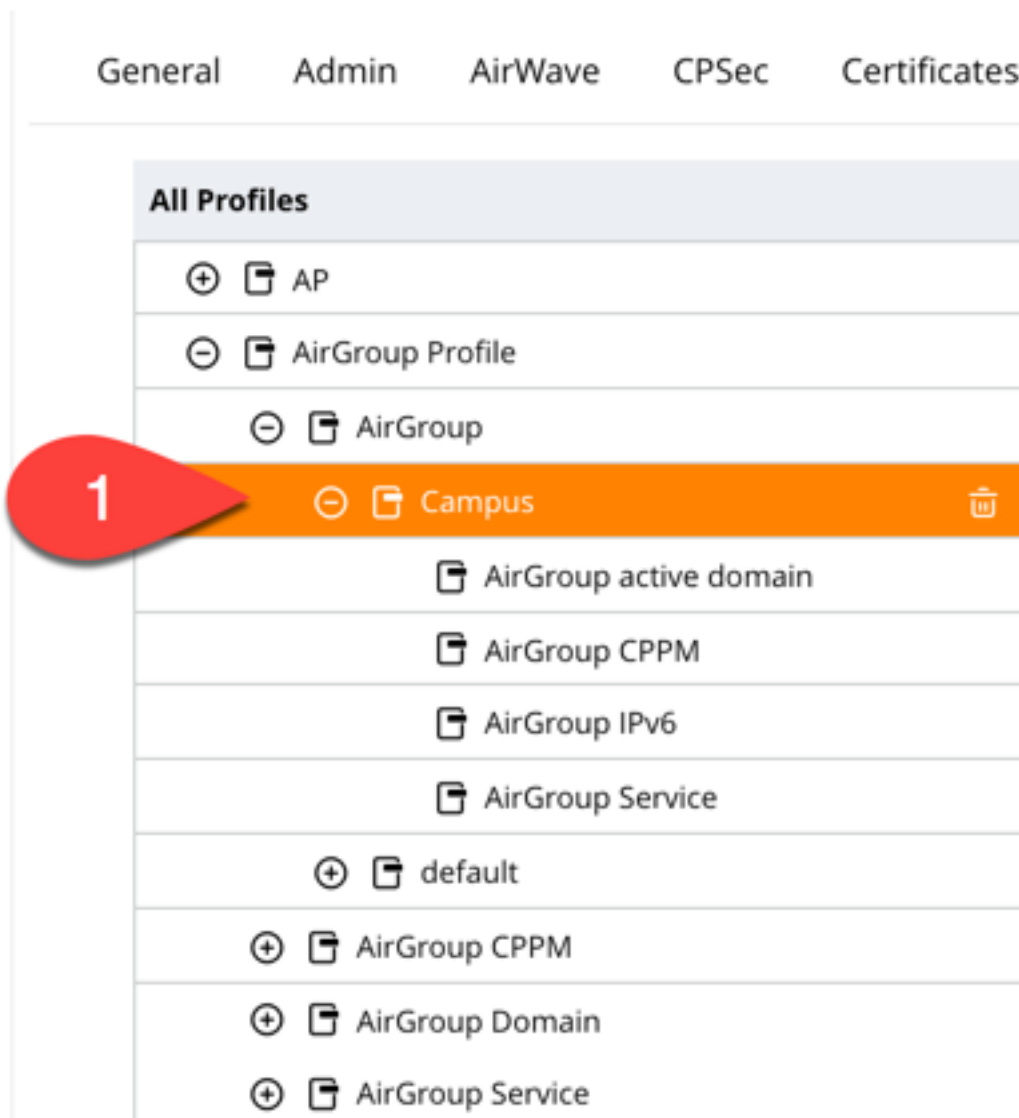 General Admin AirWave CPSec Certificates
All Profiles
AP
AirGroup Profile
AirGroup
1
Campus
AirGroup active domain
AirGroup CPPM
AirGroup IPv6
AirGroup Service
default
AirGroup CPPM
AirGroup Domain
AirGroup Service